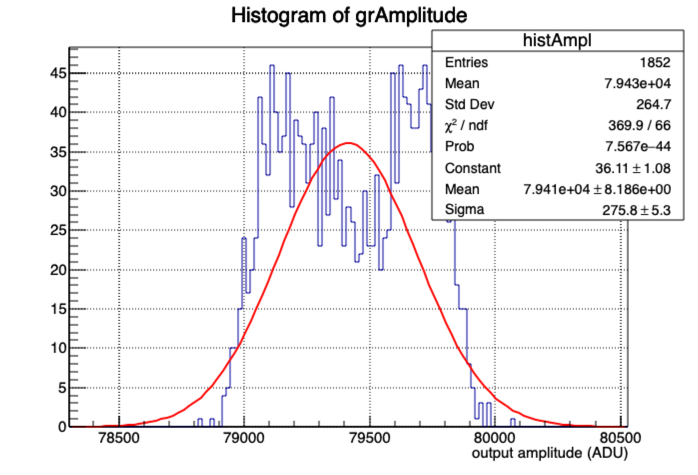 Histogram of grAmplitude
histAmpl
Entries 1852
Mean 7.943e+04
Std Dev 264.7
χ² / ndf 369.9 / 66
Prob 7.567e−44
Constant 36.11 ± 1.08
Mean 7.941e+04 ± 8.186e+00
Sigma 275.8 ± 5.3
45
40
35
30
25
20
15
10
5
0
78500 79000 79500 80000 80500
output amplitude (ADU)